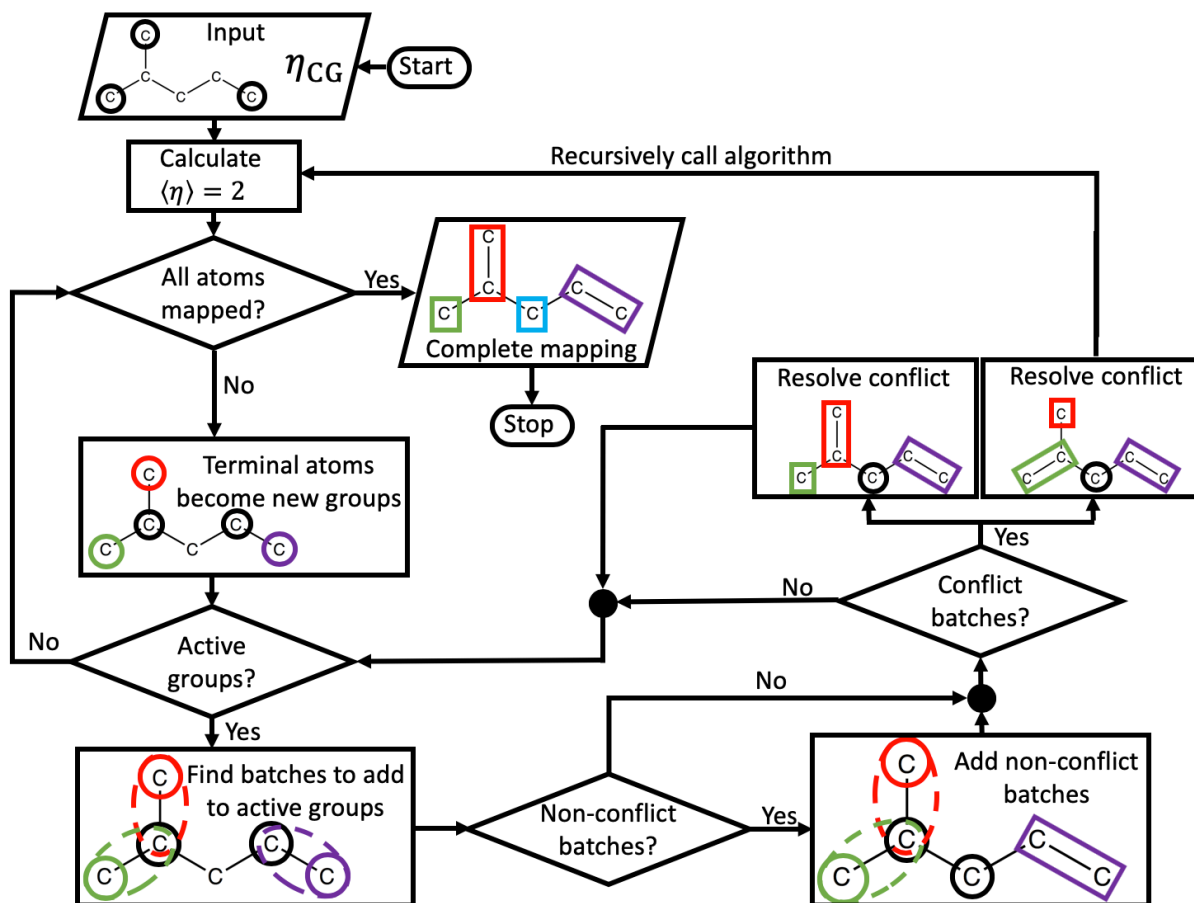 Input
C
C
C
C
C
C
η_CG
Start
Calculate
⟨η⟩ = 2
Recursively call algorithm
All atoms
mapped?
Yes
C
C
C
C
C
C
Complete mapping
Stop
No
Terminal atoms
become new groups
C
C
C
C
C
C
Resolve conflict
C
C
C
C
C
C
Resolve conflict
C
C
C
C
C
C
Yes
Conflict
batches?
No
Active
groups?
No
Yes
Find batches to add
to active groups
C
C
C
C
C
C
Non-conflict
batches?
No
Yes
Add non-conflict
batches
C
C
C
C
C
C